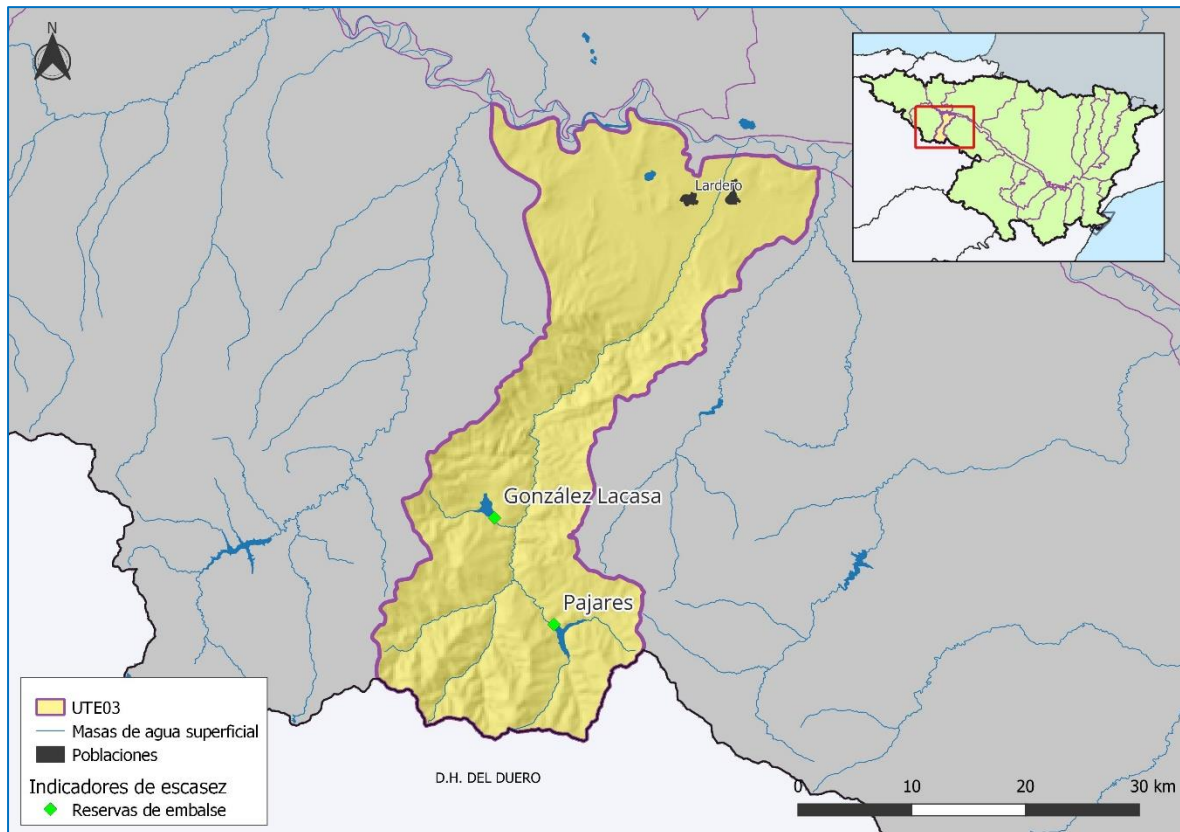 N
Lardero
González Lacasa
Pajares
UTE03
Masas de agua superficial
Poblaciones
Indicadores de escasez
Reservas de embalse
D.H. DEL DUERO
0 10 20 30 km